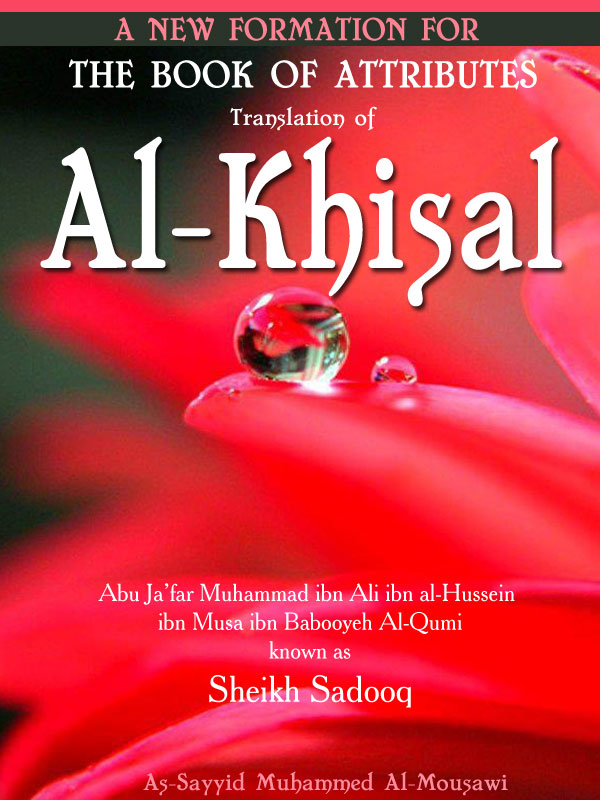 A NEW FORMATION FOR
THE BOOK OF ATTRIBUTES
Translation of
Al-Khisal
Abu Ja'far Muhammad ibn Ali ibn al-Hussein
ibn Musa ibn Babooyeh Al-Qumi
known as
Sheikh Sadooq
As-Sayyid Muhammed Al-Mousawi